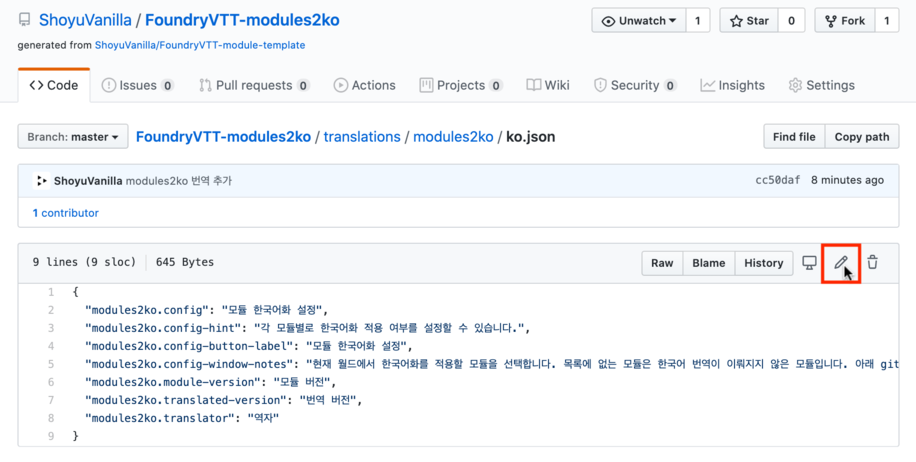 ShoyuVanilla / FoundryVTT-modules2ko
Unwatch 1 Star 0 Fork 1
generated from ShoyuVanilla/FoundryVTT-module-template
Code Issues 0 Pull requests 0 Actions Projects 0 Wiki Security 0 Insights Settings
Branch: master FoundryVTT-modules2ko / translations / modules2ko / ko.json Find file Copy path
ShoyuVanilla modules2ko 번역 추가 cc50daf 8 minutes ago
1 contributor
9 lines (9 sloc) 645 Bytes Raw Blame History
1 {
2 "modules2ko.config": "모듈 한국어화 설정",
3 "modules2ko.config-hint": "각 모듈별로 한국어화 적용 여부를 설정할 수 있습니다.",
4 "modules2ko.config-button-label": "모듈 한국어화 설정",
5 "modules2ko.config-window-notes": "현재 월드에서 한국어화를 적용할 모듈을 선택합니다. 목록에 없는 모듈은 한국어 번역이 이뤄지지 않은 모듈입니다. 아래 git
6 "modules2ko.module-version": "모듈 버전",
7 "modules2ko.translated-version": "번역 버전",
8 "modules2ko.translator": "역자"
9 }